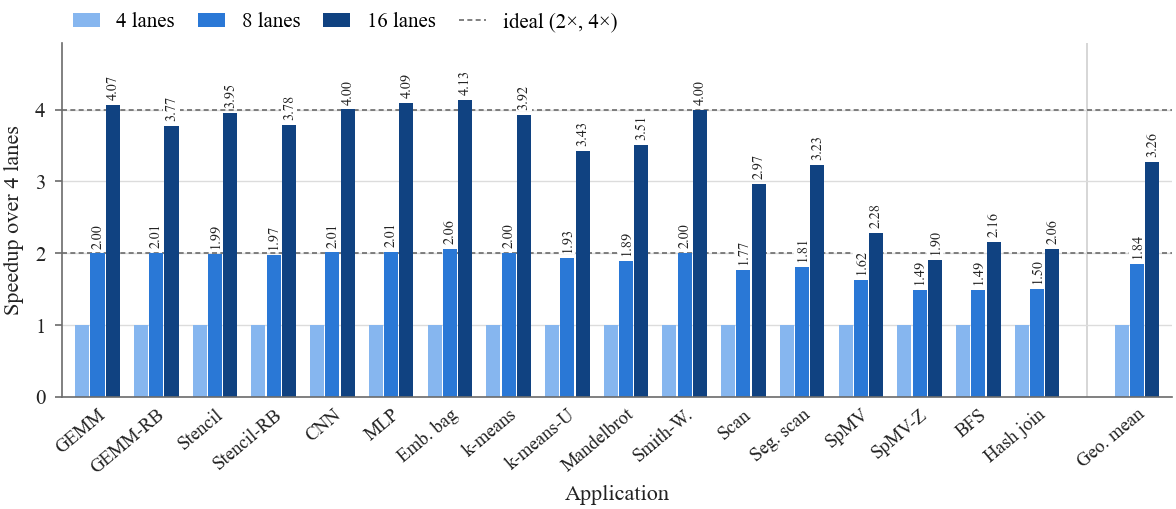 4 lanes 8 lanes 16 lanes ideal (2×, 4×)
Speedup over 4 lanes
4
3
2
1
0
2.00 4.07
2.01 3.77
1.99 3.95
1.97 3.78
2.01 4.00
2.01 4.09
2.06 4.13
2.00 3.92
1.93 3.43
1.89 3.51
2.00 4.00
1.77 2.97
1.81 3.23
1.62 2.28
1.49 1.90
1.49 2.16
1.50 2.06
1.84 3.26
GEMM
GEMM-RB
Stencil
Stencil-RB
CNN
MLP
Emb. bag
k-means
k-means-U
Mandelbrot
Smith-W.
Scan
Seg. scan
SpMV
SpMV-Z
BFS
Hash join
Geo. mean
Application